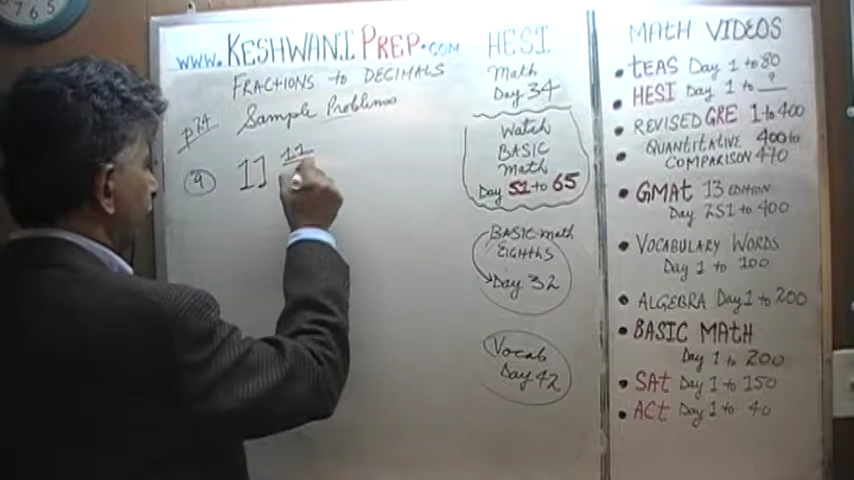 www.KESHWANIPREP.COM
FRACTIONS to DECIMALS
p24 Sample Problems
9 11 11
HESI
Math
Day 34
Watch
BASIC
Math
Day 51 to 65
BASIC math
EIGHTHS
Day 32
Vocab
Day 42
MATH VIDEOS
• TEAS Day 1 to 80
• HESI Day 1 to ?
• REVISED GRE 1 to 400
• QUANTITATIVE 400 to
COMPARISON 470
• GMAT 13 EDITION
Day 251 to 400
• VOCABULARY WORDS
Day 1 to 100
• ALGEBRA Day 1 to 200
• BASIC MATH
Day 1 to 200
• SAt Day 1 to 150
• ACt Day 1 to 40
7 6 5